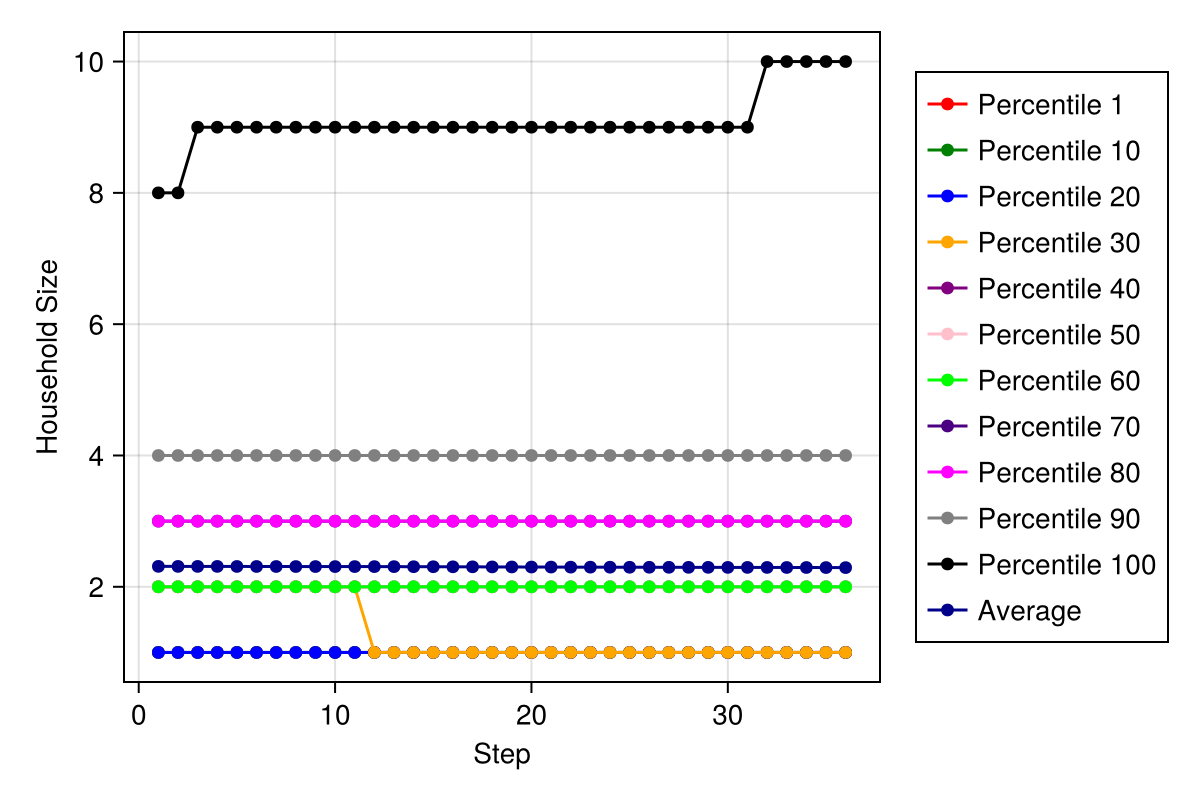 10
8
6
4
2
Household Size
0
10
20
30
Step
Percentile 1
Percentile 10
Percentile 20
Percentile 30
Percentile 40
Percentile 50
Percentile 60
Percentile 70
Percentile 80
Percentile 90
Percentile 100
Average